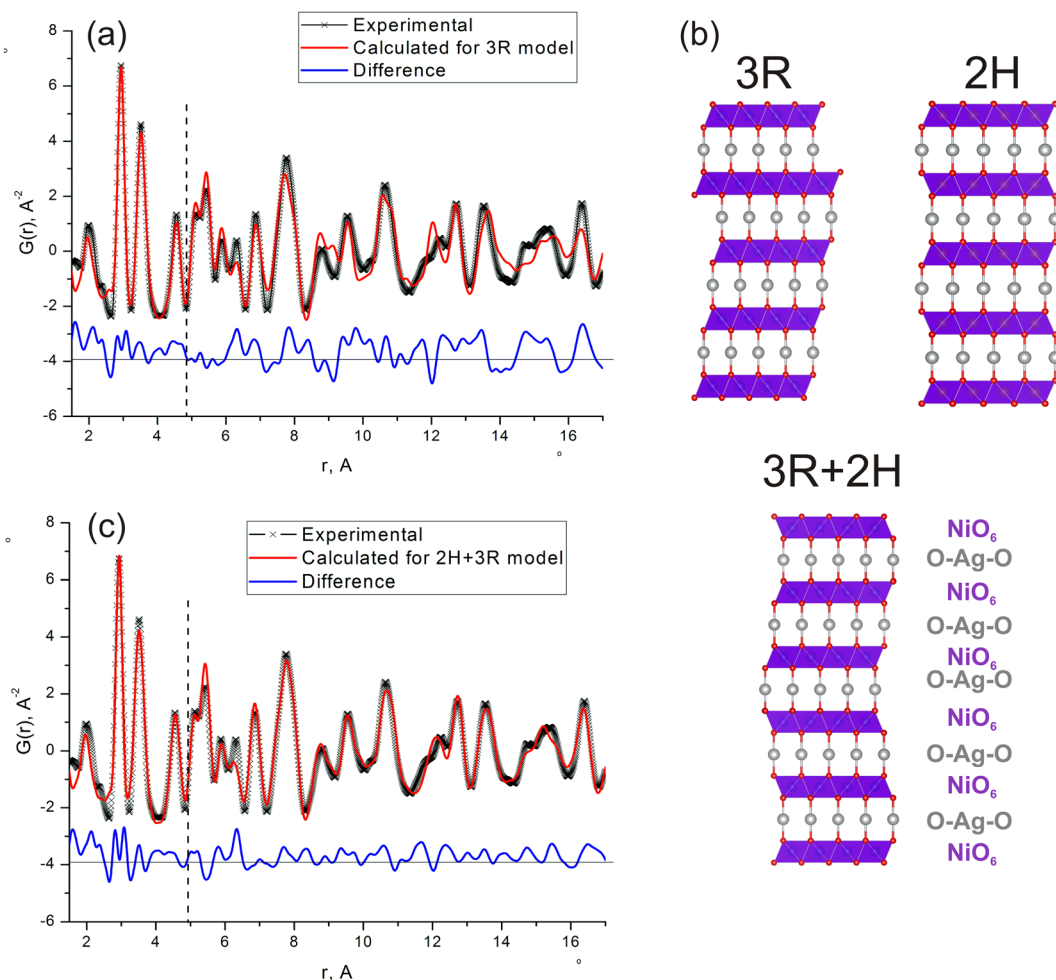 (a)
Experimental
Calculated for 3R model
Difference
8
6
4
2
0
-2
-4
-6
G(r), A⁻²
°
2 4 6 8 10 12 14 16
r, A
°
(b)
3R 2H
3R+2H
NiO₆
O-Ag-O
NiO₆
O-Ag-O
NiO₆
O-Ag-O
NiO₆
O-Ag-O
NiO₆
O-Ag-O
NiO₆
(c)
Experimental
Calculated for 2H+3R model
Difference
8
6
4
2
0
-2
-4
-6
G(r), A⁻²
°
2 4 6 8 10 12 14 16
r, A
°